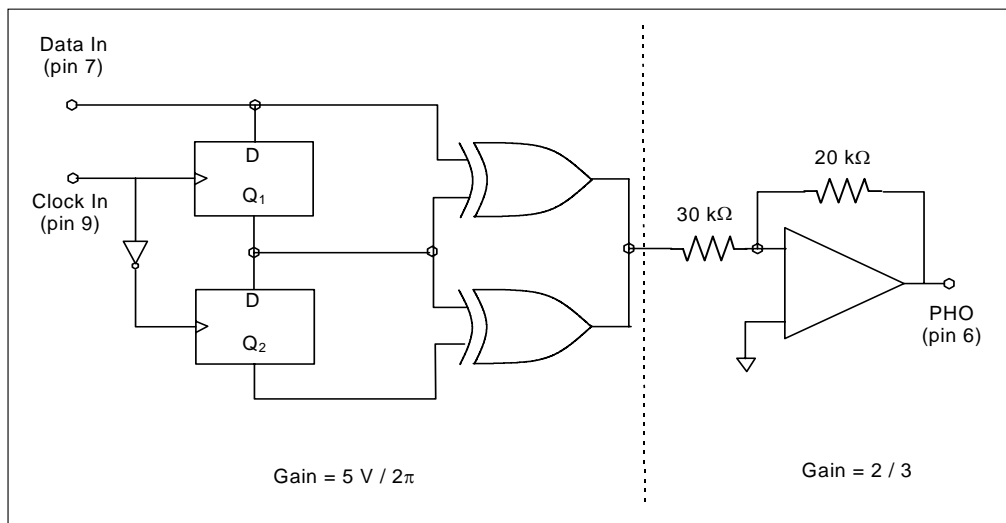 Data In
(pin 7)
D
Q1
Clock In
(pin 9)
D
Q2
20 kΩ
30 kΩ
PHO
(pin 6)
Gain = 5 V / 2π
Gain = 2 / 3